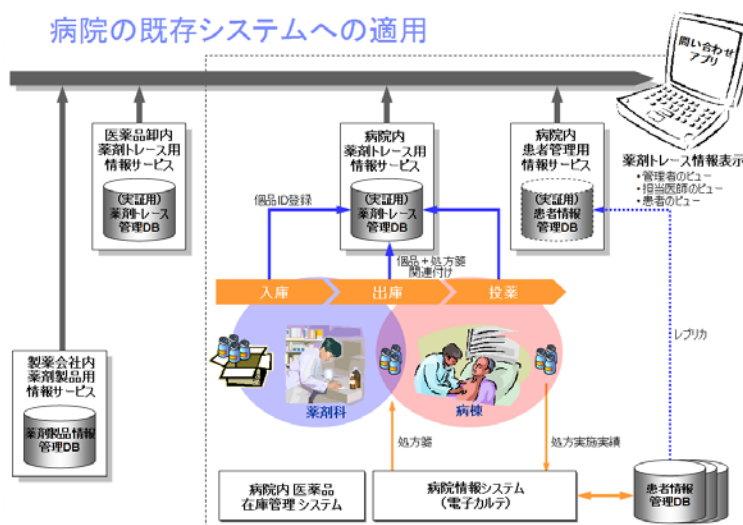 病院の既存システムへの適用
問い合わせ
アプリ
医薬品卸内
薬剤トレース用
情報サービス
(実証用)
薬剤トレース
管理DB
病院内
薬剤トレース用
情報サービス
(実証用)
薬剤トレース
管理DB
病院内
患者管理用
情報サービス
(実証用)
患者情報
管理DB
薬剤トレース情報表示
・管理者のビュー
・担当医師のビュー
・患者のビュー
個品ID登録
個品+処方箋
関連付け
入庫
出庫
投薬
レプリカ
製薬会社内
薬剤製品用
情報サービス
薬剤製品情報
管理DB
薬剤科
病棟
処方箋
処方実施実績
病院内 医薬品
在庫管理システム
病院情報システム
(電子カルテ)
患者情報
管理DB